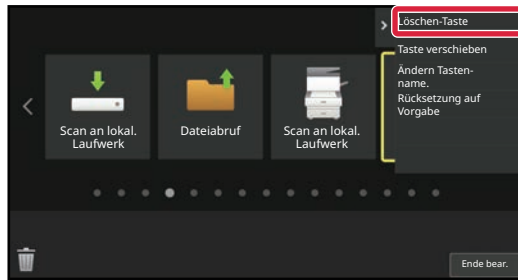 Löschen-Taste
Taste verschieben
Ändern Tasten-
name.
Rücksetzung auf
Vorgabe
Scan an lokal.
Laufwerk
Dateiabruf
Scan an lokal.
Laufwerk
Ende bear.